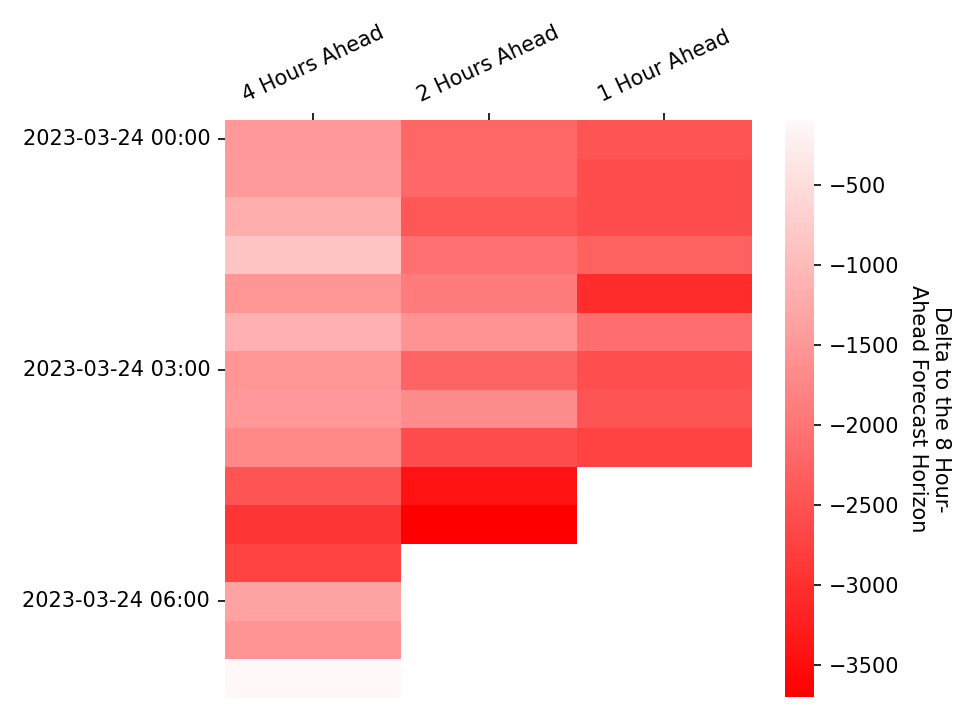 4 Hours Ahead
2 Hours Ahead
1 Hour Ahead
2023-03-24 00:00
2023-03-24 03:00
2023-03-24 06:00
−500
−1000
−1500
−2000
−2500
−3000
−3500
Delta to the 8 Hour-
Ahead Forecast Horizon